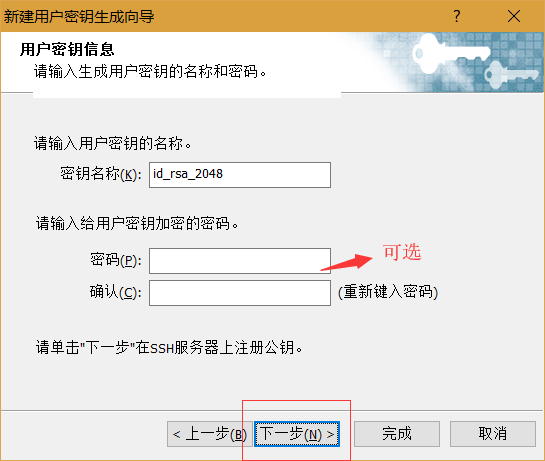 新建用户密钥生成向导
用户密钥信息
请输入生成用户密钥的名称和密码。
请输入用户密钥的名称。
密钥名称(K): id_rsa_2048
请输入给用户密钥加密的密码。
密码(P): 可选
确认(C): (重新键入密码)
请单击"下一步"在SSH服务器上注册公钥。
< 上一步(B) 下一步(N) > 完成 取消